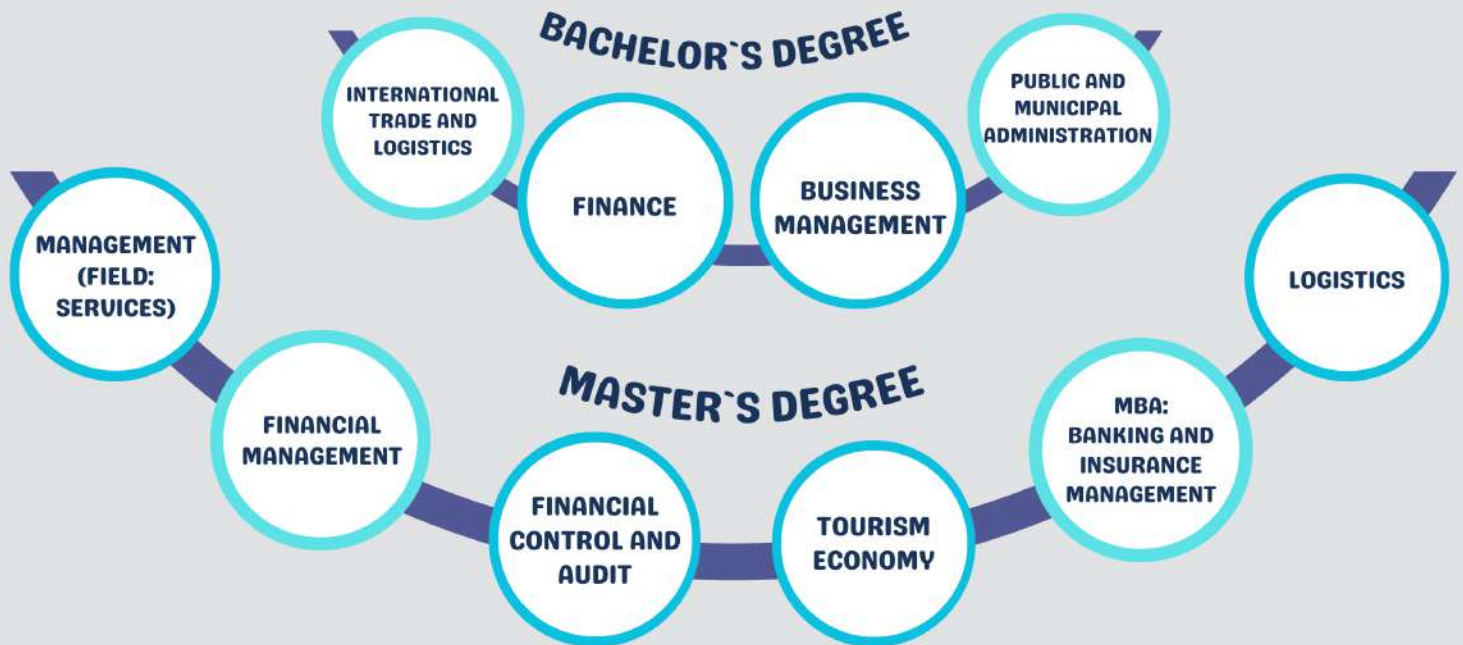 BACHELOR`S DEGREE
INTERNATIONAL
TRADE AND
LOGISTICS
FINANCE
BUSINESS
MANAGEMENT
PUBLIC AND
MUNICIPAL
ADMINISTRATION
MASTER`S DEGREE
MANAGEMENT
(FIELD:
SERVICES)
FINANCIAL
MANAGEMENT
FINANCIAL
CONTROL AND
AUDIT
TOURISM
ECONOMY
MBA:
BANKING AND
INSURANCE
MANAGEMENT
LOGISTICS